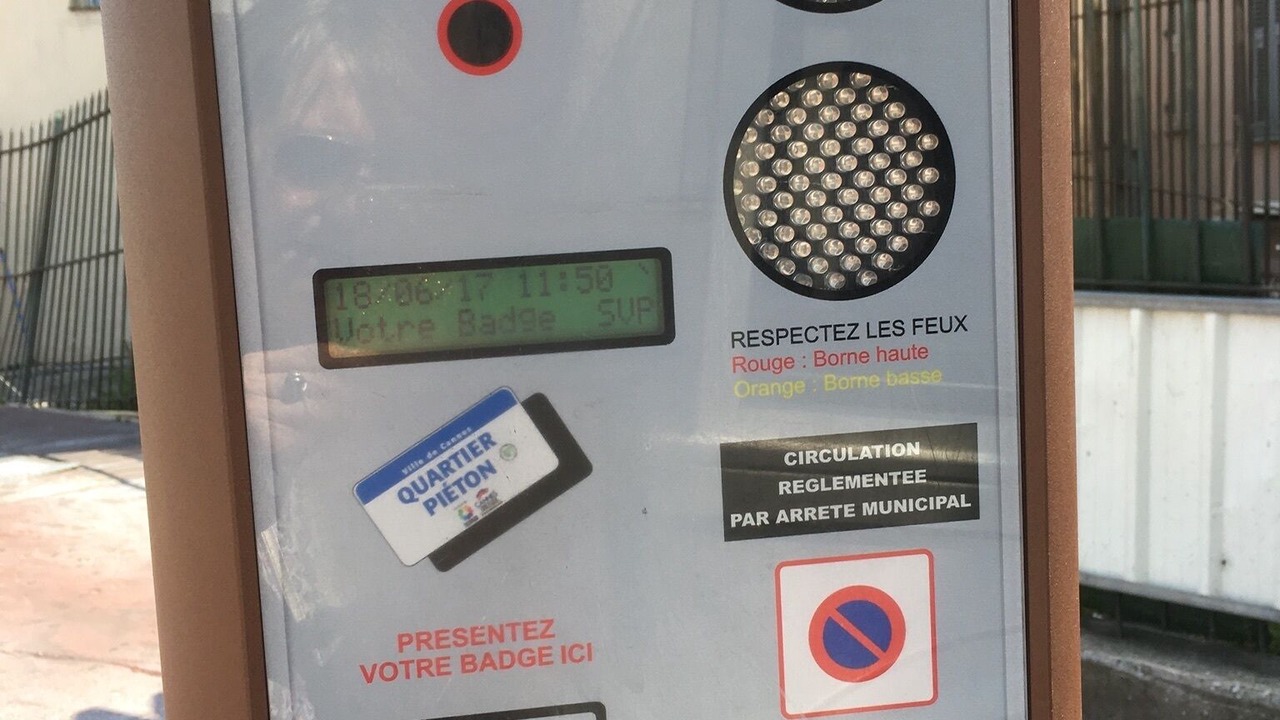 18/06/17 11:50
Votre Badge SVP
Ville de Cannes
QUARTIER
PIÉTON
PRESENTEZ
VOTRE BADGE ICI
RESPECTEZ LES FEUX
Rouge : Borne haute
Orange : Borne basse
CIRCULATION
REGLEMENTEE
PAR ARRETE MUNICIPAL